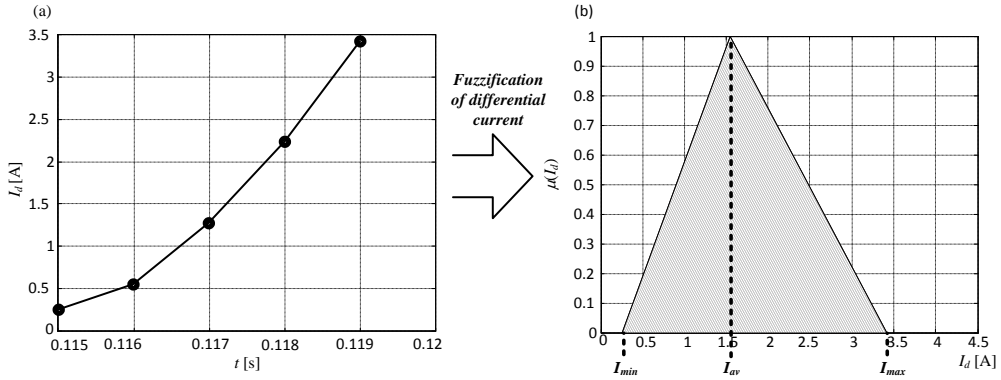 (a)
3.5
3
2.5
2
1.5
1
0.5
0
I_d [A]
0.115 0.116 0.117 0.118 0.119 0.12
t [s]
Fuzzification
of differential
current
(b)
1
0.9
0.8
0.7
0.6
0.5
0.4
0.3
0.2
0.1
0
μ(I_d)
0 0.5 1 1.5 2 2.5 3 3.5 4 4.5
I_min I_av I_max I_d [A]